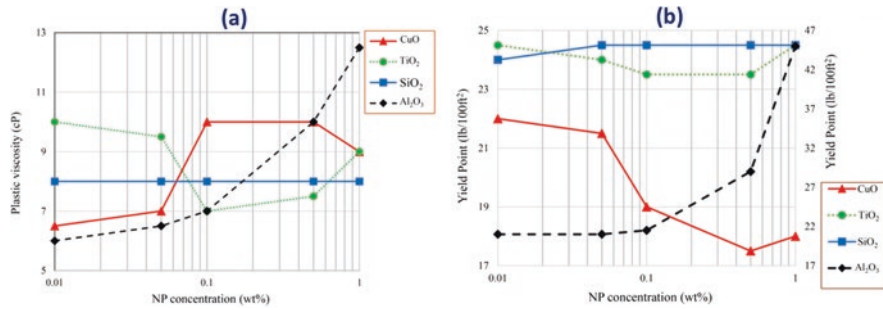 (a)
13
11
9
7
5
Plastic viscosity (cP)
0.01
0.1
1
NP concentration (wt%)
CuO
TiO₂
SiO₂
Al₂O₃
(b)
25
23
21
19
17
Yield Point (lb/100ft²)
47
42
37
32
27
22
17
Yield Point (lb/100ft²)
0.01
0.1
1
NP concentration (wt%)
CuO
TiO₂
SiO₂
Al₂O₃